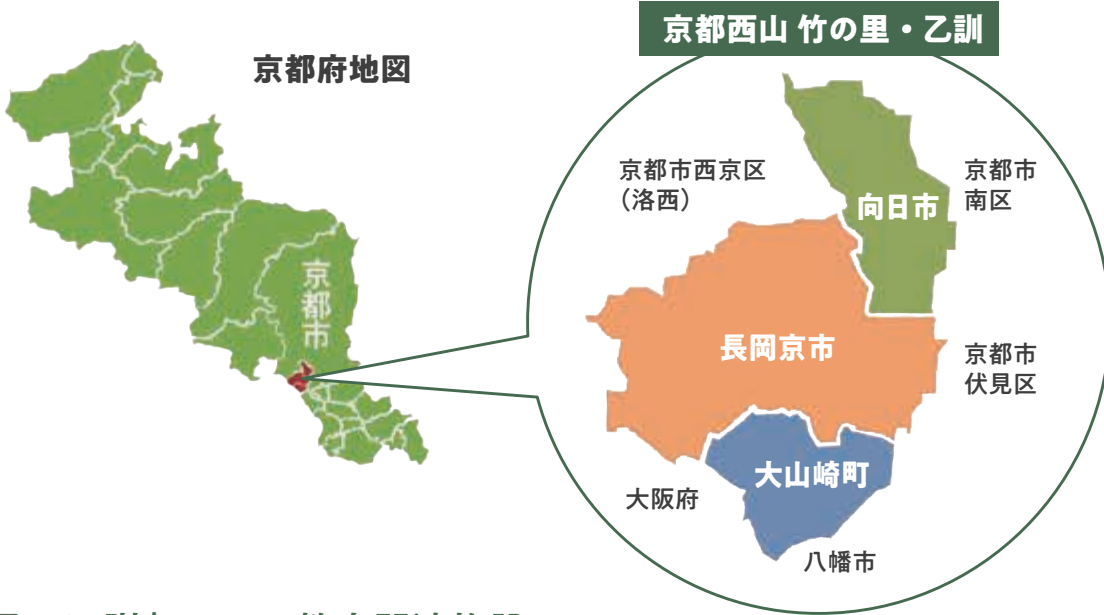 京都西山 竹の里・乙訓
京都府地図
京都市
京都市西京区
(洛西)
向日市
京都市
南区
長岡京市
京都市
伏見区
大山崎町
大阪府
八幡市